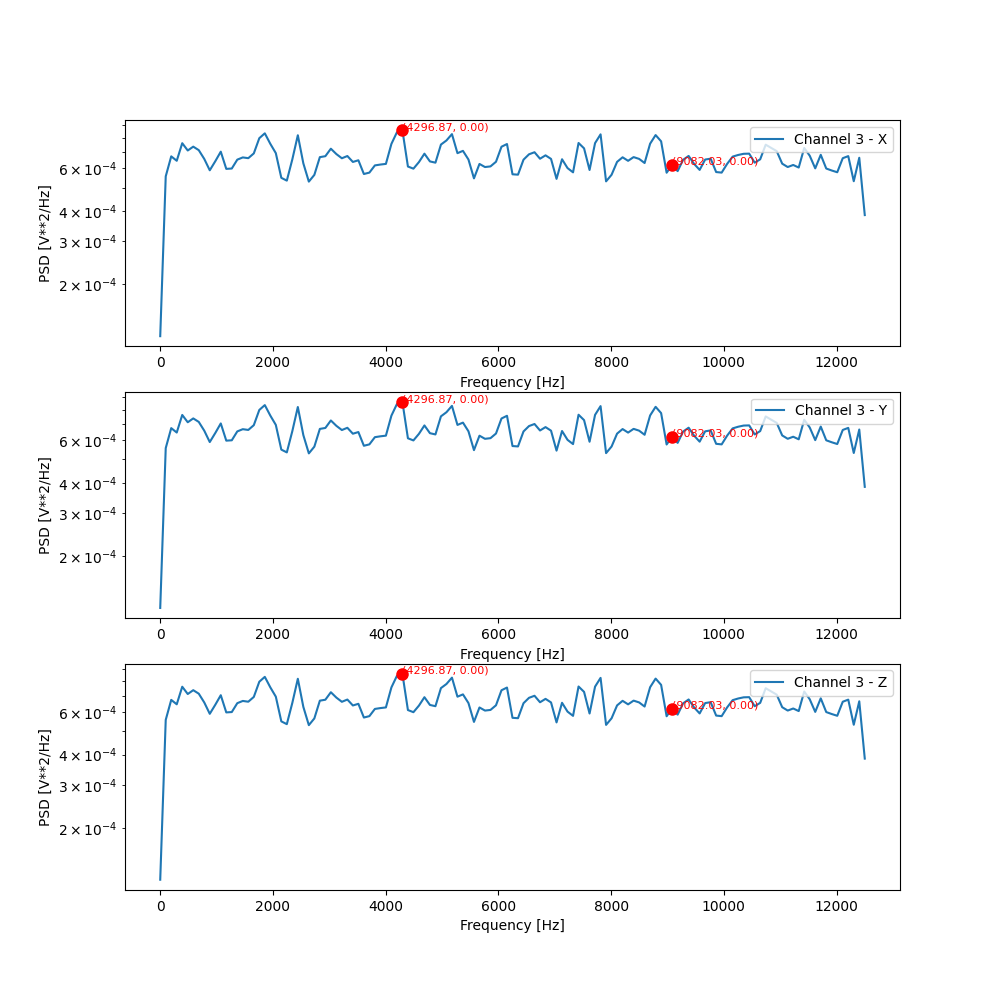 (4296.87, 0.00)
Channel 3 - X
(9082.03, 0.00)
6 × 10⁻⁴
4 × 10⁻⁴
3 × 10⁻⁴
2 × 10⁻⁴
PSD [V**2/Hz]
0 2000 4000 6000 8000 10000 12000
Frequency [Hz]
(4296.87, 0.00)
Channel 3 - Y
(9082.03, 0.00)
6 × 10⁻⁴
4 × 10⁻⁴
3 × 10⁻⁴
2 × 10⁻⁴
PSD [V**2/Hz]
0 2000 4000 6000 8000 10000 12000
Frequency [Hz]
(4296.87, 0.00)
Channel 3 - Z
(9082.03, 0.00)
6 × 10⁻⁴
4 × 10⁻⁴
3 × 10⁻⁴
2 × 10⁻⁴
PSD [V**2/Hz]
0 2000 4000 6000 8000 10000 12000
Frequency [Hz]